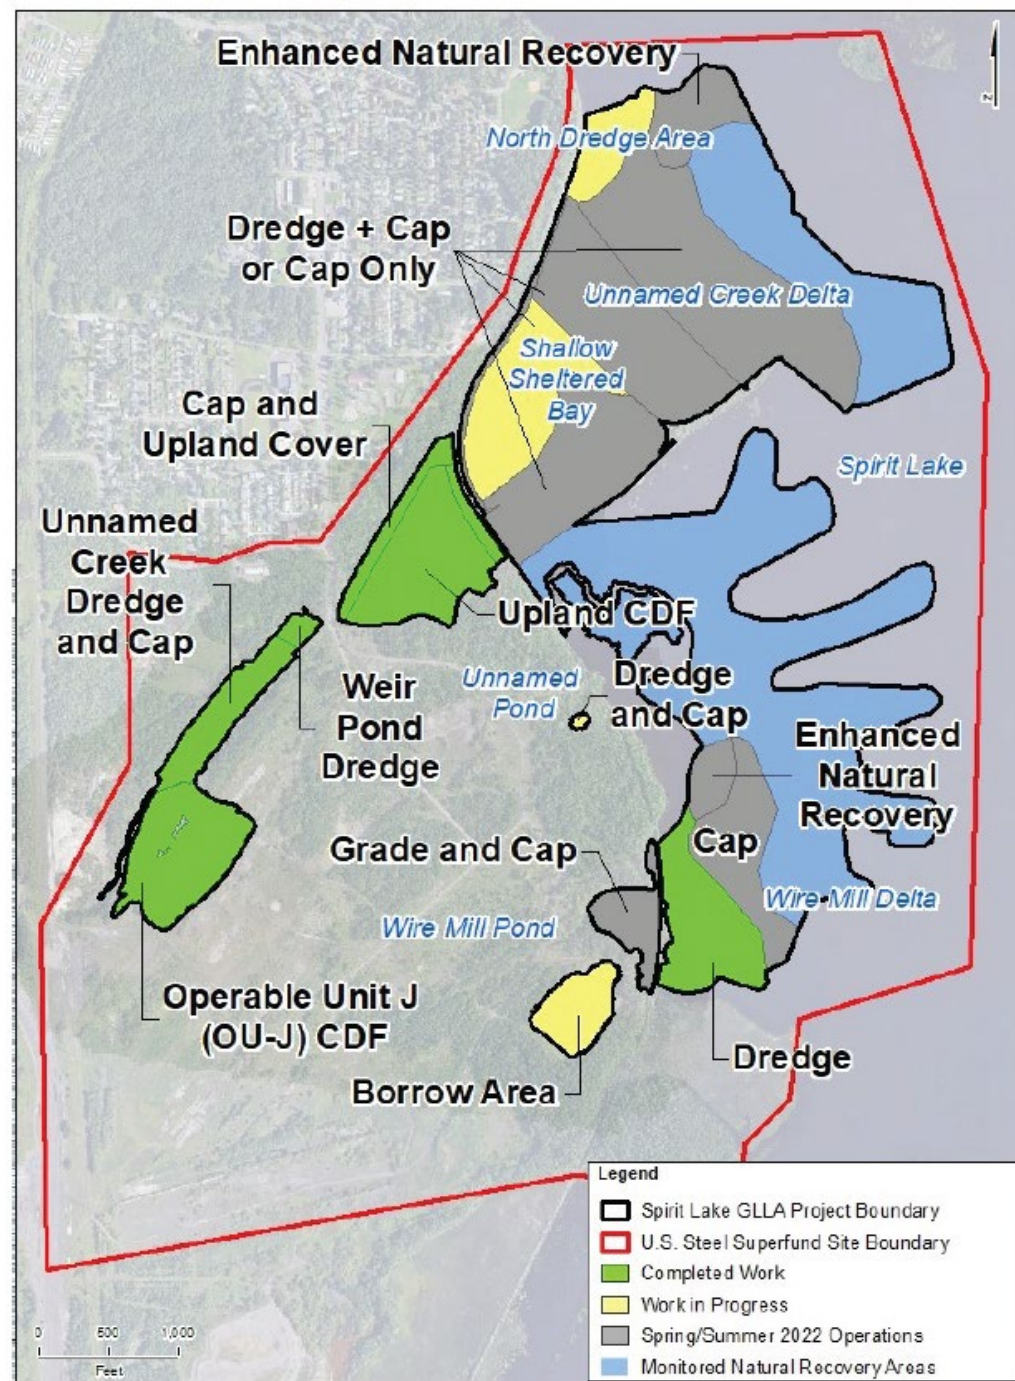 Enhanced Natural Recovery
North Dredge Area
Dredge + Cap
or Cap Only
Unnamed Creek Delta
Shallow
Sheltered
Bay
Cap and
Upland Cover
Spirit Lake
Unnamed
Creek
Dredge
and Cap
Upland CDF
Unnamed
Pond
Dredge
and Cap
Weir
Pond
Dredge
Enhanced
Natural
Recovery
Grade and Cap
Cap
Wire Mill Pond
Wire Mill Delta
Operable Unit J
(OU-J) CDF
Dredge
Borrow Area
Legend
Spirit Lake GLLA Project Boundary
U.S. Steel Superfund Site Boundary
Completed Work
Work in Progress
Spring/Summer 2022 Operations
Monitored Natural Recovery Areas
0 500 1,000
Feet
z